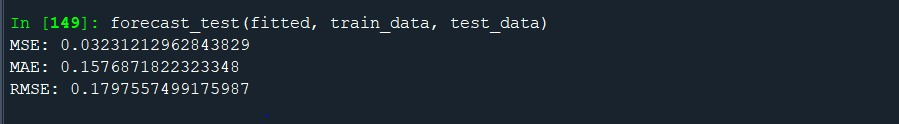 In [149]: forecast_test(fitted, train_data, test_data)
MSE: 0.03231212962843829
MAE: 0.1576871822323348
RMSE: 0.1797557499175987